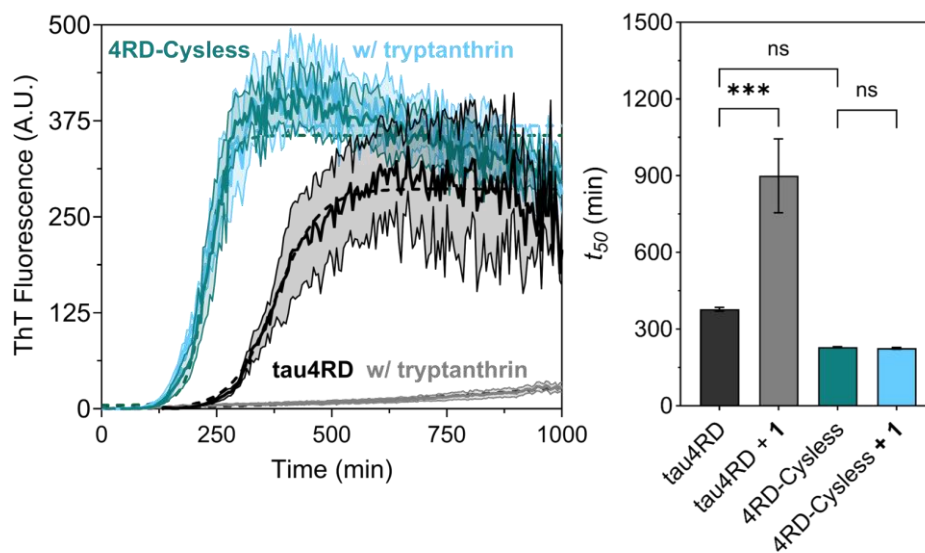 500
375
250
125
0
ThT Fluorescence (A.U.)
4RD-Cysless w/ tryptanthrin
tau4RD w/ tryptanthrin
0 250 500 750 1000
Time (min)
1500
1200
900
600
300
0
t50 (min)
ns
*** ns
tau4RD
tau4RD + 1
4RD-Cysless
4RD-Cysless + 1